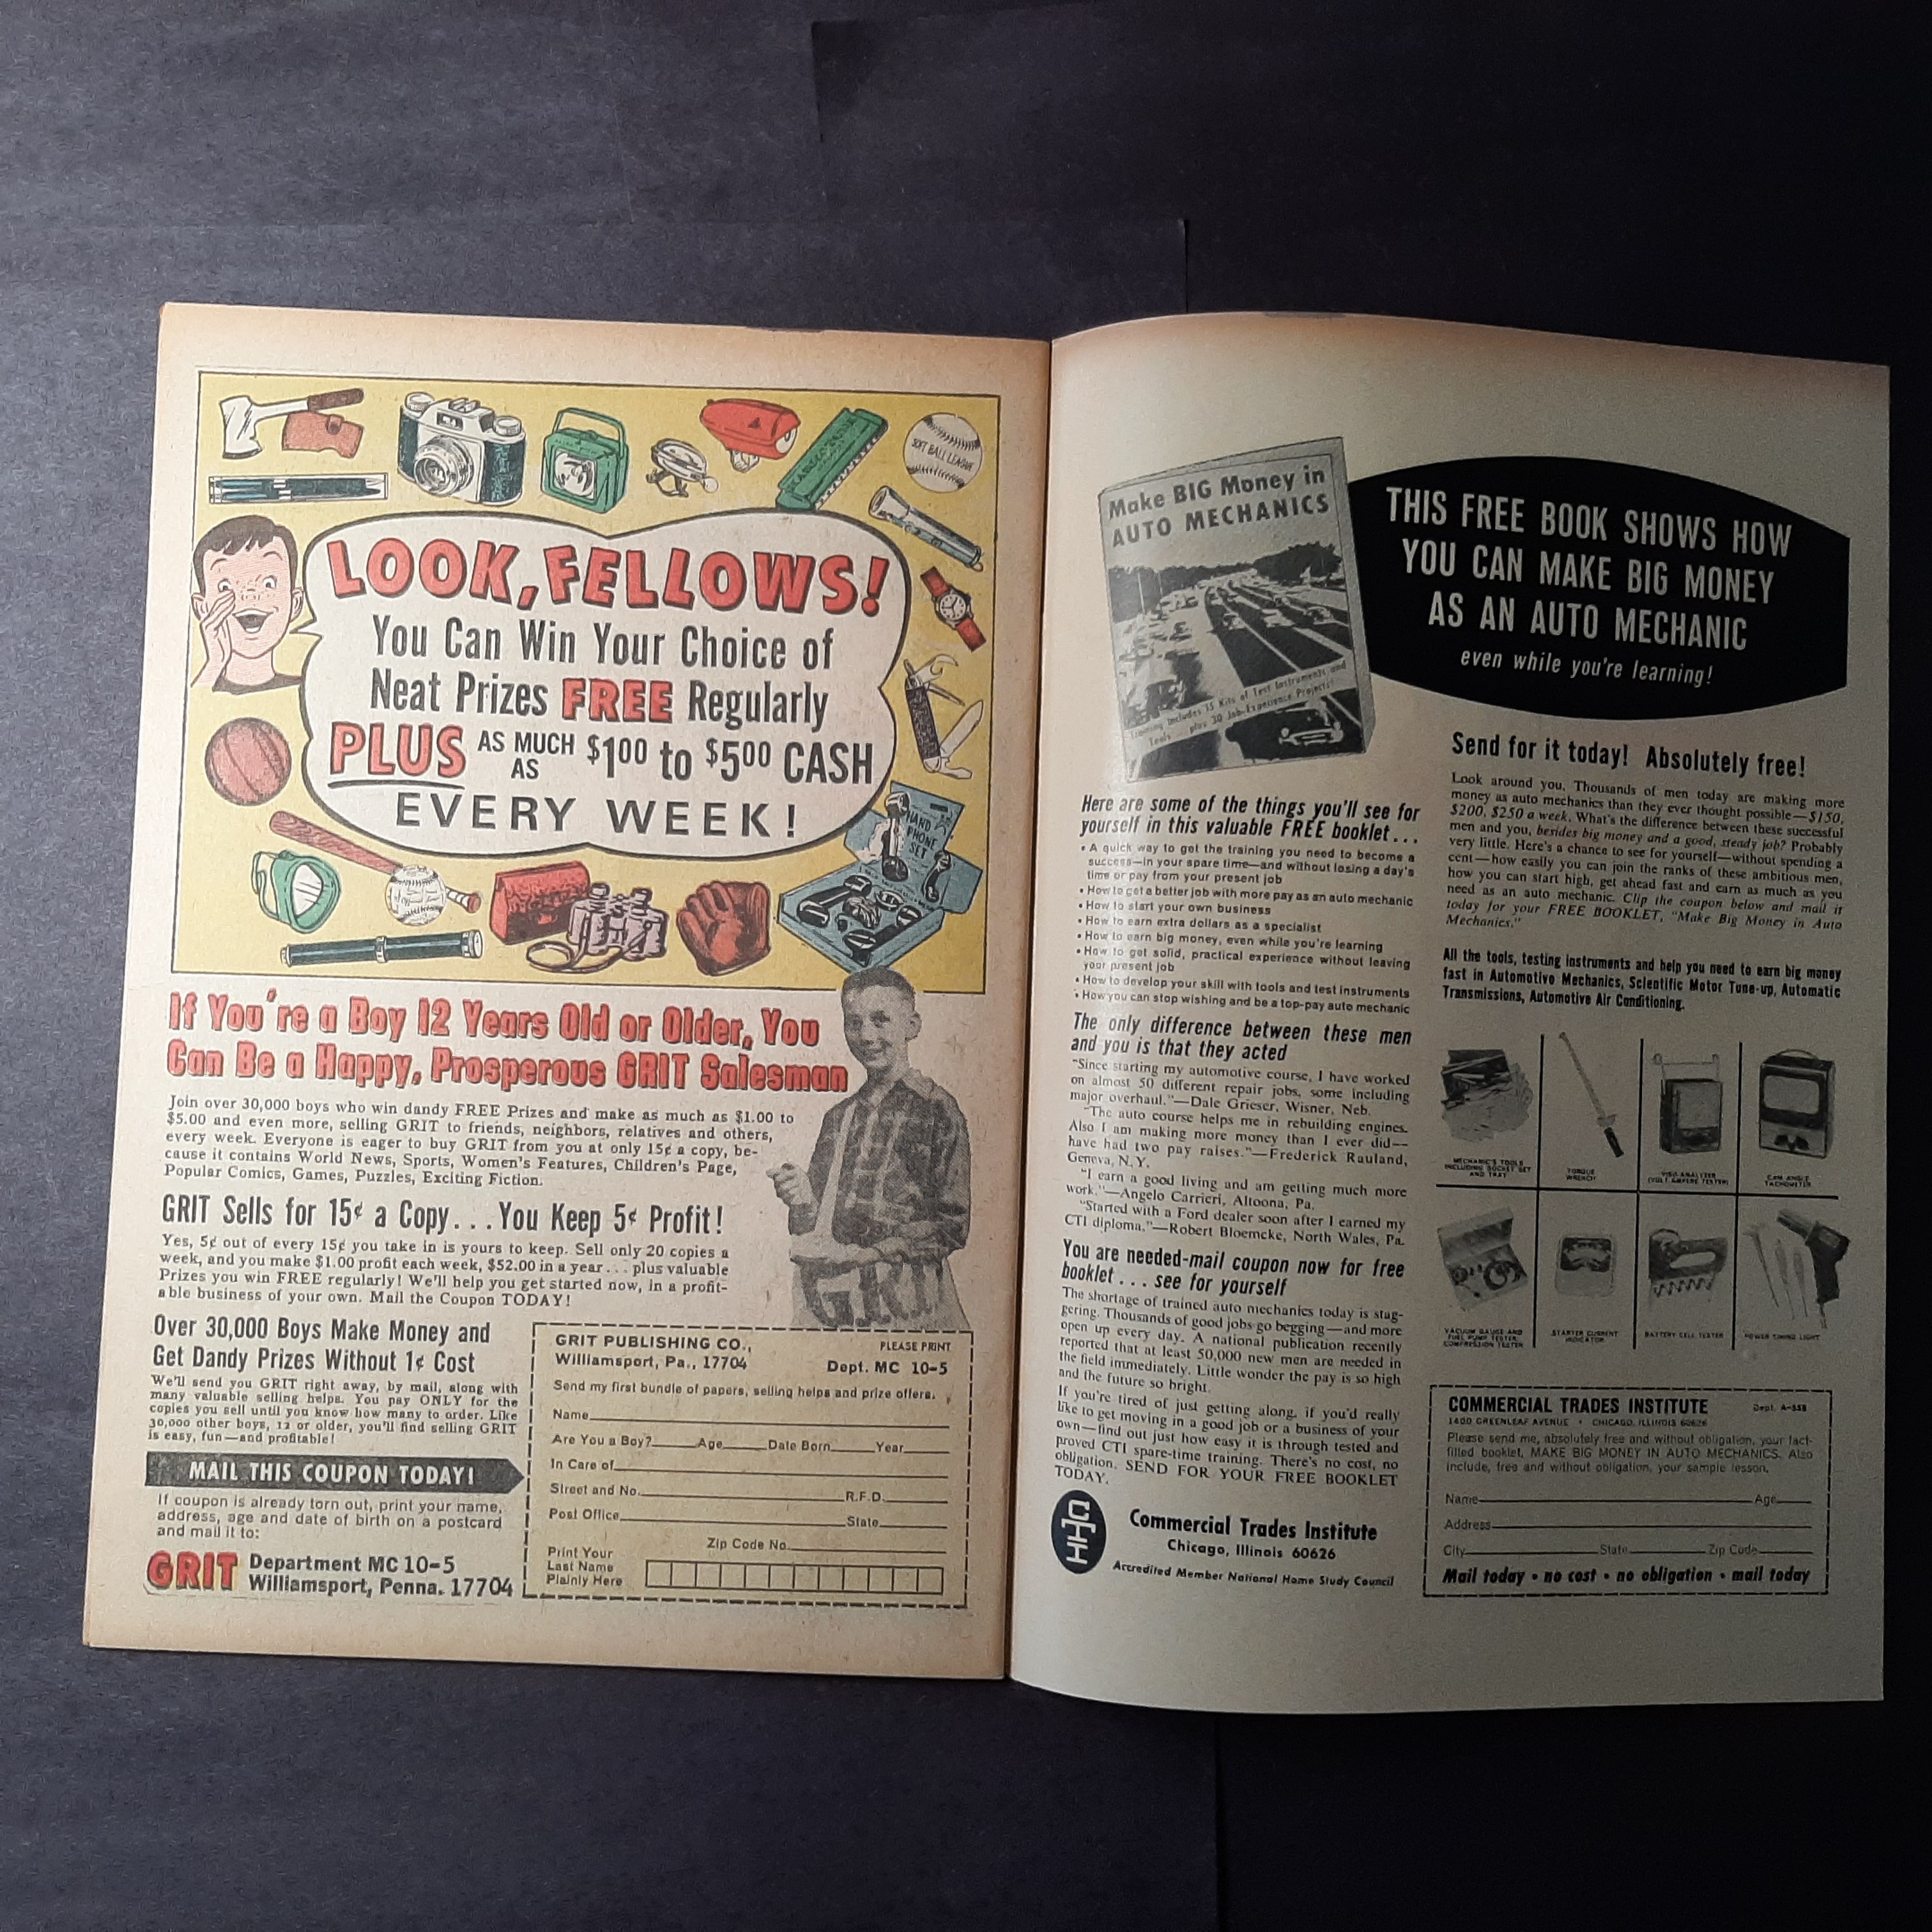 SOFT BALL LEAGUE
LOOK, FELLOWS!
You Can Win Your Choice of
Neat Prizes FREE Regularly
PLUS AS MUCH AS $1.00 to $5.00 CASH
EVERY WEEK!
HAND
PHONE
SET
If You're a Boy 12 Years Old or Older, You
Can Be a Happy, Prosperous GRIT Salesman
Join over 30,000 boys who win dandy FREE Prizes and make as much as $1.00 to
$5.00 and even more, selling GRIT to friends, neighbors, relatives and others,
every week. Everyone is eager to buy GRIT from you at only 15¢ a copy, be-
cause it contains World News, Sports, Women's Features, Children's Page,
Popular Comics, Games, Puzzles, Exciting Fiction.
GRIT Sells for 15¢ a Copy...You Keep 5¢ Profit!
Yes, 5¢ out of every 15¢ you take in is yours to keep. Sell only 20 copies a
week, and you make $1.00 profit each week, $52.00 in a year... plus valuable
Prizes you win FREE regularly! We'll help you get started now, in a profit-
able business of your own. Mail the Coupon TODAY!
GRIT
Over 30,000 Boys Make Money and
Get Dandy Prizes Without 1¢ Cost
We'll send you GRIT right away, by mail, along with
many valuable selling helps. You pay ONLY for the
copies you sell until you know how many to order. Like
30,000 other boys, 12 or older, you'll find selling GRIT
is easy, fun—and profitable!
MAIL THIS COUPON TODAY!
If coupon is already torn out, print your name,
address, age and date of birth on a postcard
and mail it to:
GRIT Department MC 10-5
Williamsport, Penna. 17704
GRIT PUBLISHING CO., PLEASE PRINT
Williamsport, Pa., 17704 Dept. MC 10-5
Send my first bundle of papers, selling helps and prize offers.
Name
Are You a Boy? Age Date Born Year
In Care of
Street and No. R.F.D.
Post Office State
Zip Code No.
Print Your
Last Name
Plainly Here
Make BIG Money in
AUTO MECHANICS
Training Includes 15 Kits of Test Instruments and
Tools... plus 30 Job-Experience Projects!
THIS FREE BOOK SHOWS HOW
YOU CAN MAKE BIG MONEY
AS AN AUTO MECHANIC
even while you're learning!
Here are some of the things you'll see for
yourself in this valuable FREE booklet...
• A quick way to get the training you need to become a
success—in your spare time—and without losing a day's
time or pay from your present job
• How to get a better job with more pay as an auto mechanic
• How to start your own business
• How to earn extra dollars as a specialist
• How to earn big money, even while you're learning
• How to get solid, practical experience without leaving
your present job
• How to develop your skill with tools and test instruments
• How you can stop wishing and be a top-pay auto mechanic
The only difference between these men
and you is that they acted
"Since starting my automotive course, I have worked
on almost 50 different repair jobs, some including
major overhaul."—Dale Grieser, Wisner, Neb.
"The auto course helps me in rebuilding engines.
Also I am making more money than I ever did—
have had two pay raises."—Frederick Rauland,
Geneva, N.Y.
"I earn a good living and am getting much more
work."—Angelo Carrieri, Altoona, Pa.
"Started with a Ford dealer soon after I earned my
CTI diploma."—Robert Bloemcke, North Wales, Pa.
You are needed-mail coupon now for free
booklet... see for yourself
The shortage of trained auto mechanics today is stag-
gering. Thousands of good jobs go begging—and more
open up every day. A national publication recently
reported that at least 50,000 new men are needed in
the field immediately. Little wonder the pay is so high
and the future so bright.
If you're tired of just getting along, if you'd really
like to get moving in a good job or a business of your
own—find out just how easy it is through tested and
proved CTI spare-time training. There's no cost, no
obligation. SEND FOR YOUR FREE BOOKLET
TODAY.
CTI
Commercial Trades Institute
Chicago, Illinois 60626
Accredited Member National Home Study Council
Send for it today! Absolutely free!
Look around you. Thousands of men today are making more
money as auto mechanics than they ever thought possible—$150,
$200, $250 a week. What's the difference between these successful
men and you, besides big money and a good, steady job? Probably
very little. Here's a chance to see for yourself—without spending a
cent—how easily you can join the ranks of these ambitious men,
how you can start high, get ahead fast and earn as much as you
need as an auto mechanic. Clip the coupon below and mail it
today for your FREE BOOKLET, "Make Big Money in Auto
Mechanics."
All the tools, testing instruments and help you need to earn big money
fast in Automotive Mechanics, Scientific Motor Tune-up, Automatic
Transmissions, Automotive Air Conditioning.
MECHANIC'S TOOLS
INCLUDING SOCKET SET
AND TRAY
TORQUE
WRENCH
VISO-ANALYZER
(VOLT AMPERE TESTER)
CAM ANGLE
TACHOMETER
VACUUM GAUGE AND
FUEL PUMP TESTER,
COMPRESSION TESTER
STARTER CURRENT
INDICATOR
BATTERY CELL TESTER
POWER TIMING LIGHT
COMMERCIAL TRADES INSTITUTE
1400 GREENLEAF AVENUE • CHICAGO, ILLINOIS 60626
Please send me, absolutely free and without obligation, your fact-
filled booklet, MAKE BIG MONEY IN AUTO MECHANICS. Also
include, free and without obligation, your sample lesson.
Name Age
Address
City State Zip Code
Mail today • no cost • no obligation • mail today